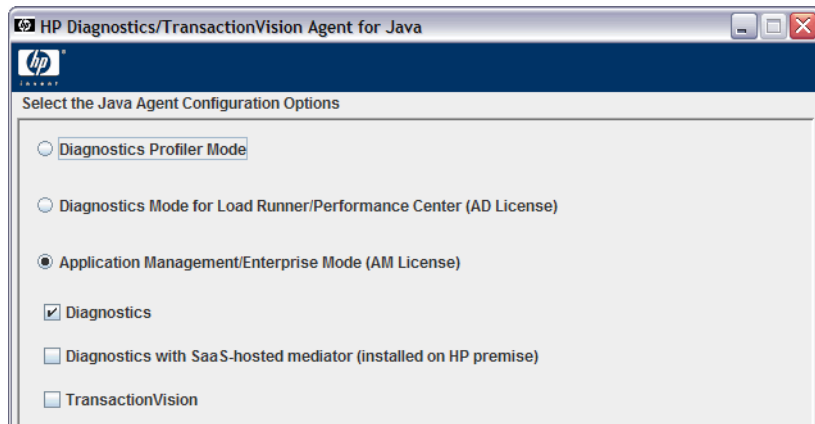 HP Diagnostics/TransactionVision Agent for Java
hp
invent
Select the Java Agent Configuration Options
Diagnostics Profiler Mode
Diagnostics Mode for Load Runner/Performance Center (AD License)
Application Management/Enterprise Mode (AM License)
Diagnostics
Diagnostics with SaaS-hosted mediator (installed on HP premise)
TransactionVision